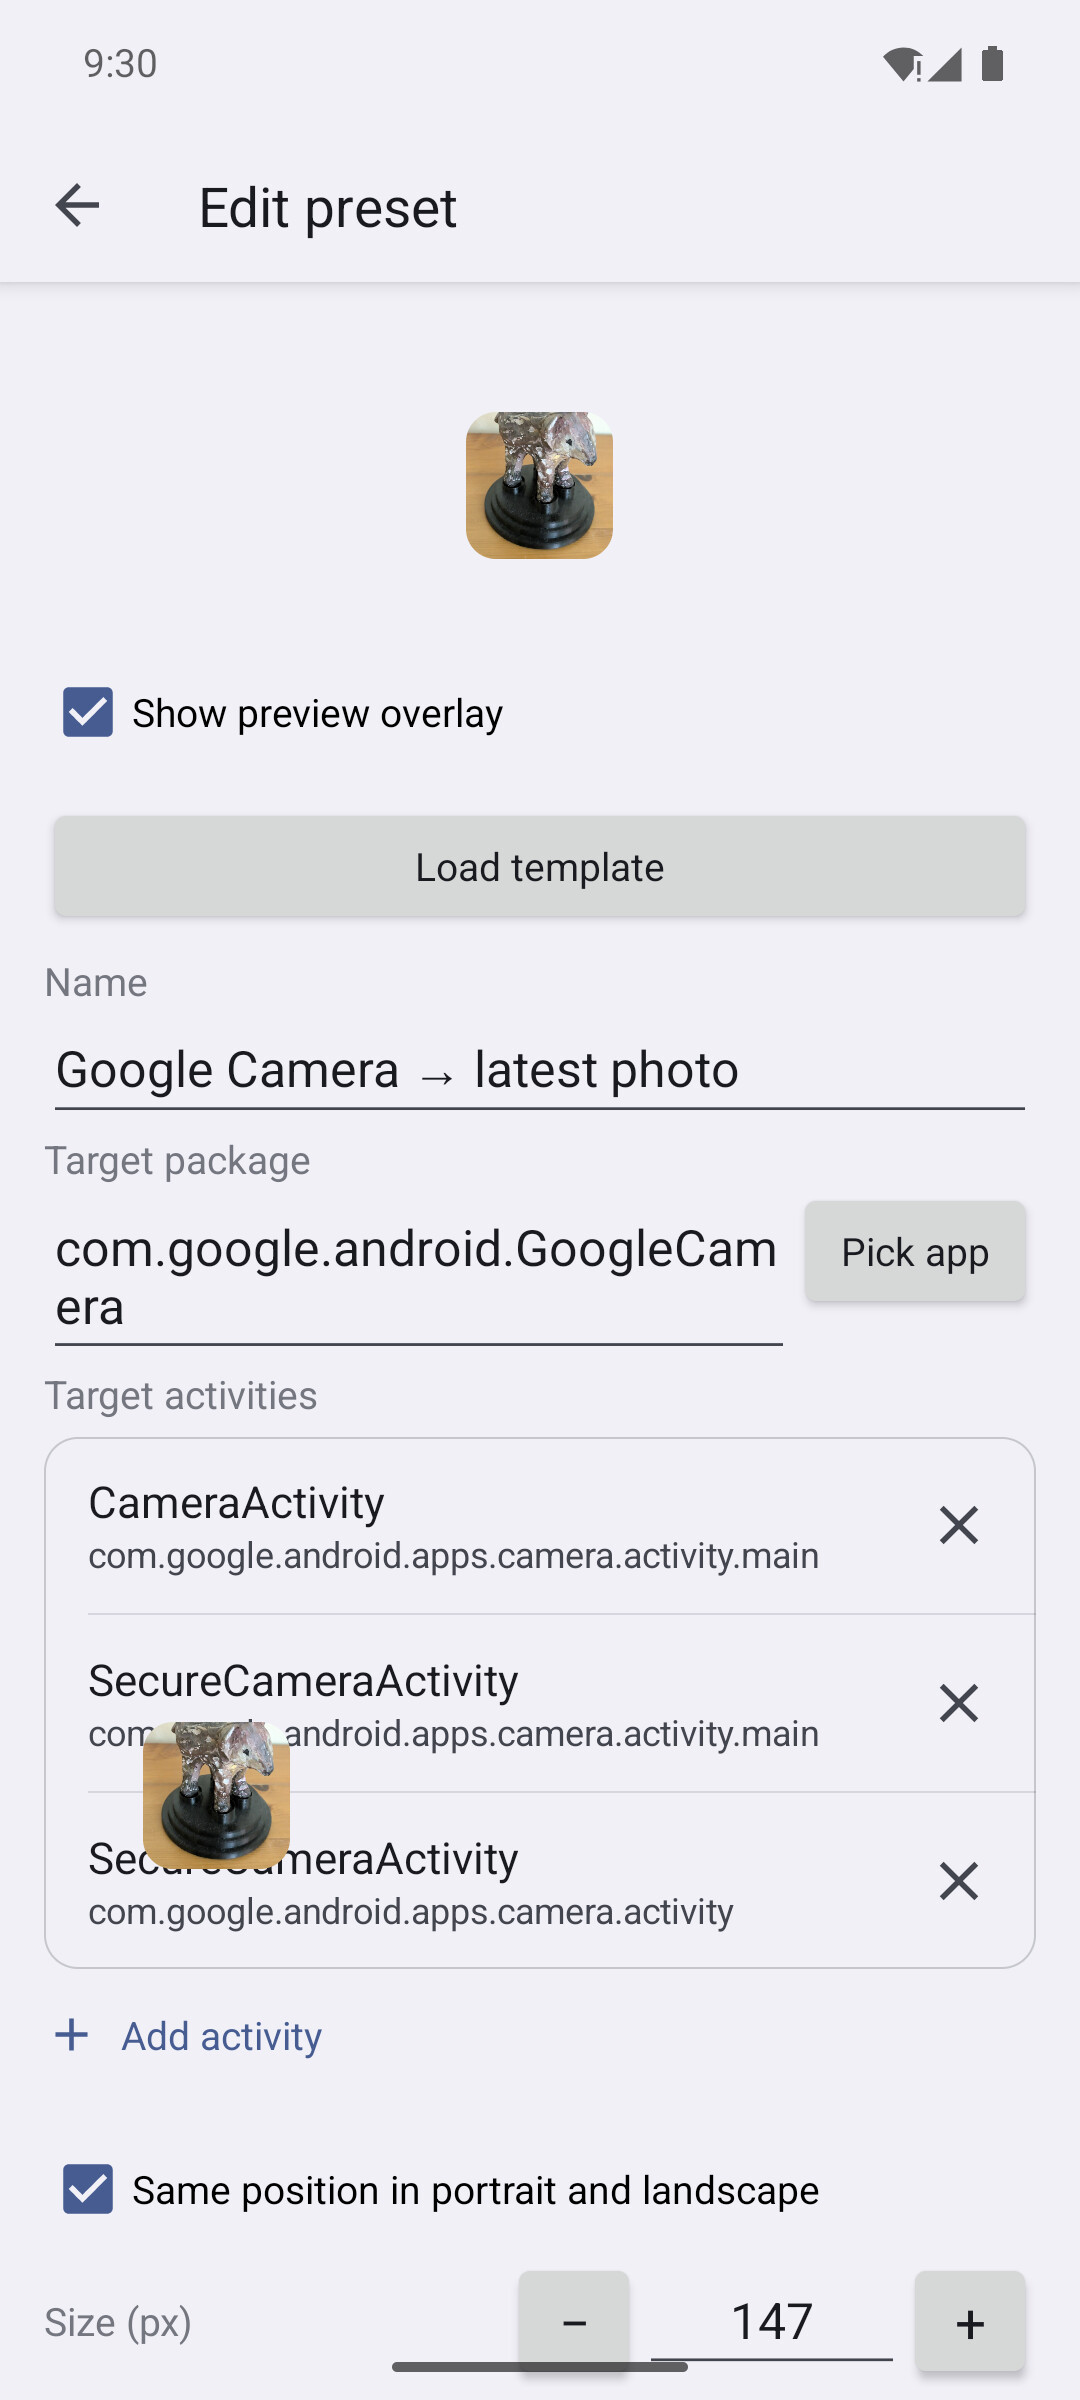 9:30
Edit preset
Show preview overlay
Load template
Name
Google Camera → latest photo
Target package
com.google.android.GoogleCam
era
Pick app
Target activities
CameraActivity
com.google.android.apps.camera.activity.main
SecureCameraActivity
android.apps.camera.activity.main
meraActivity
com.google.android.apps.camera.activity
+ Add activity
Same position in portrait and landscape
Size (px)
−
147
+